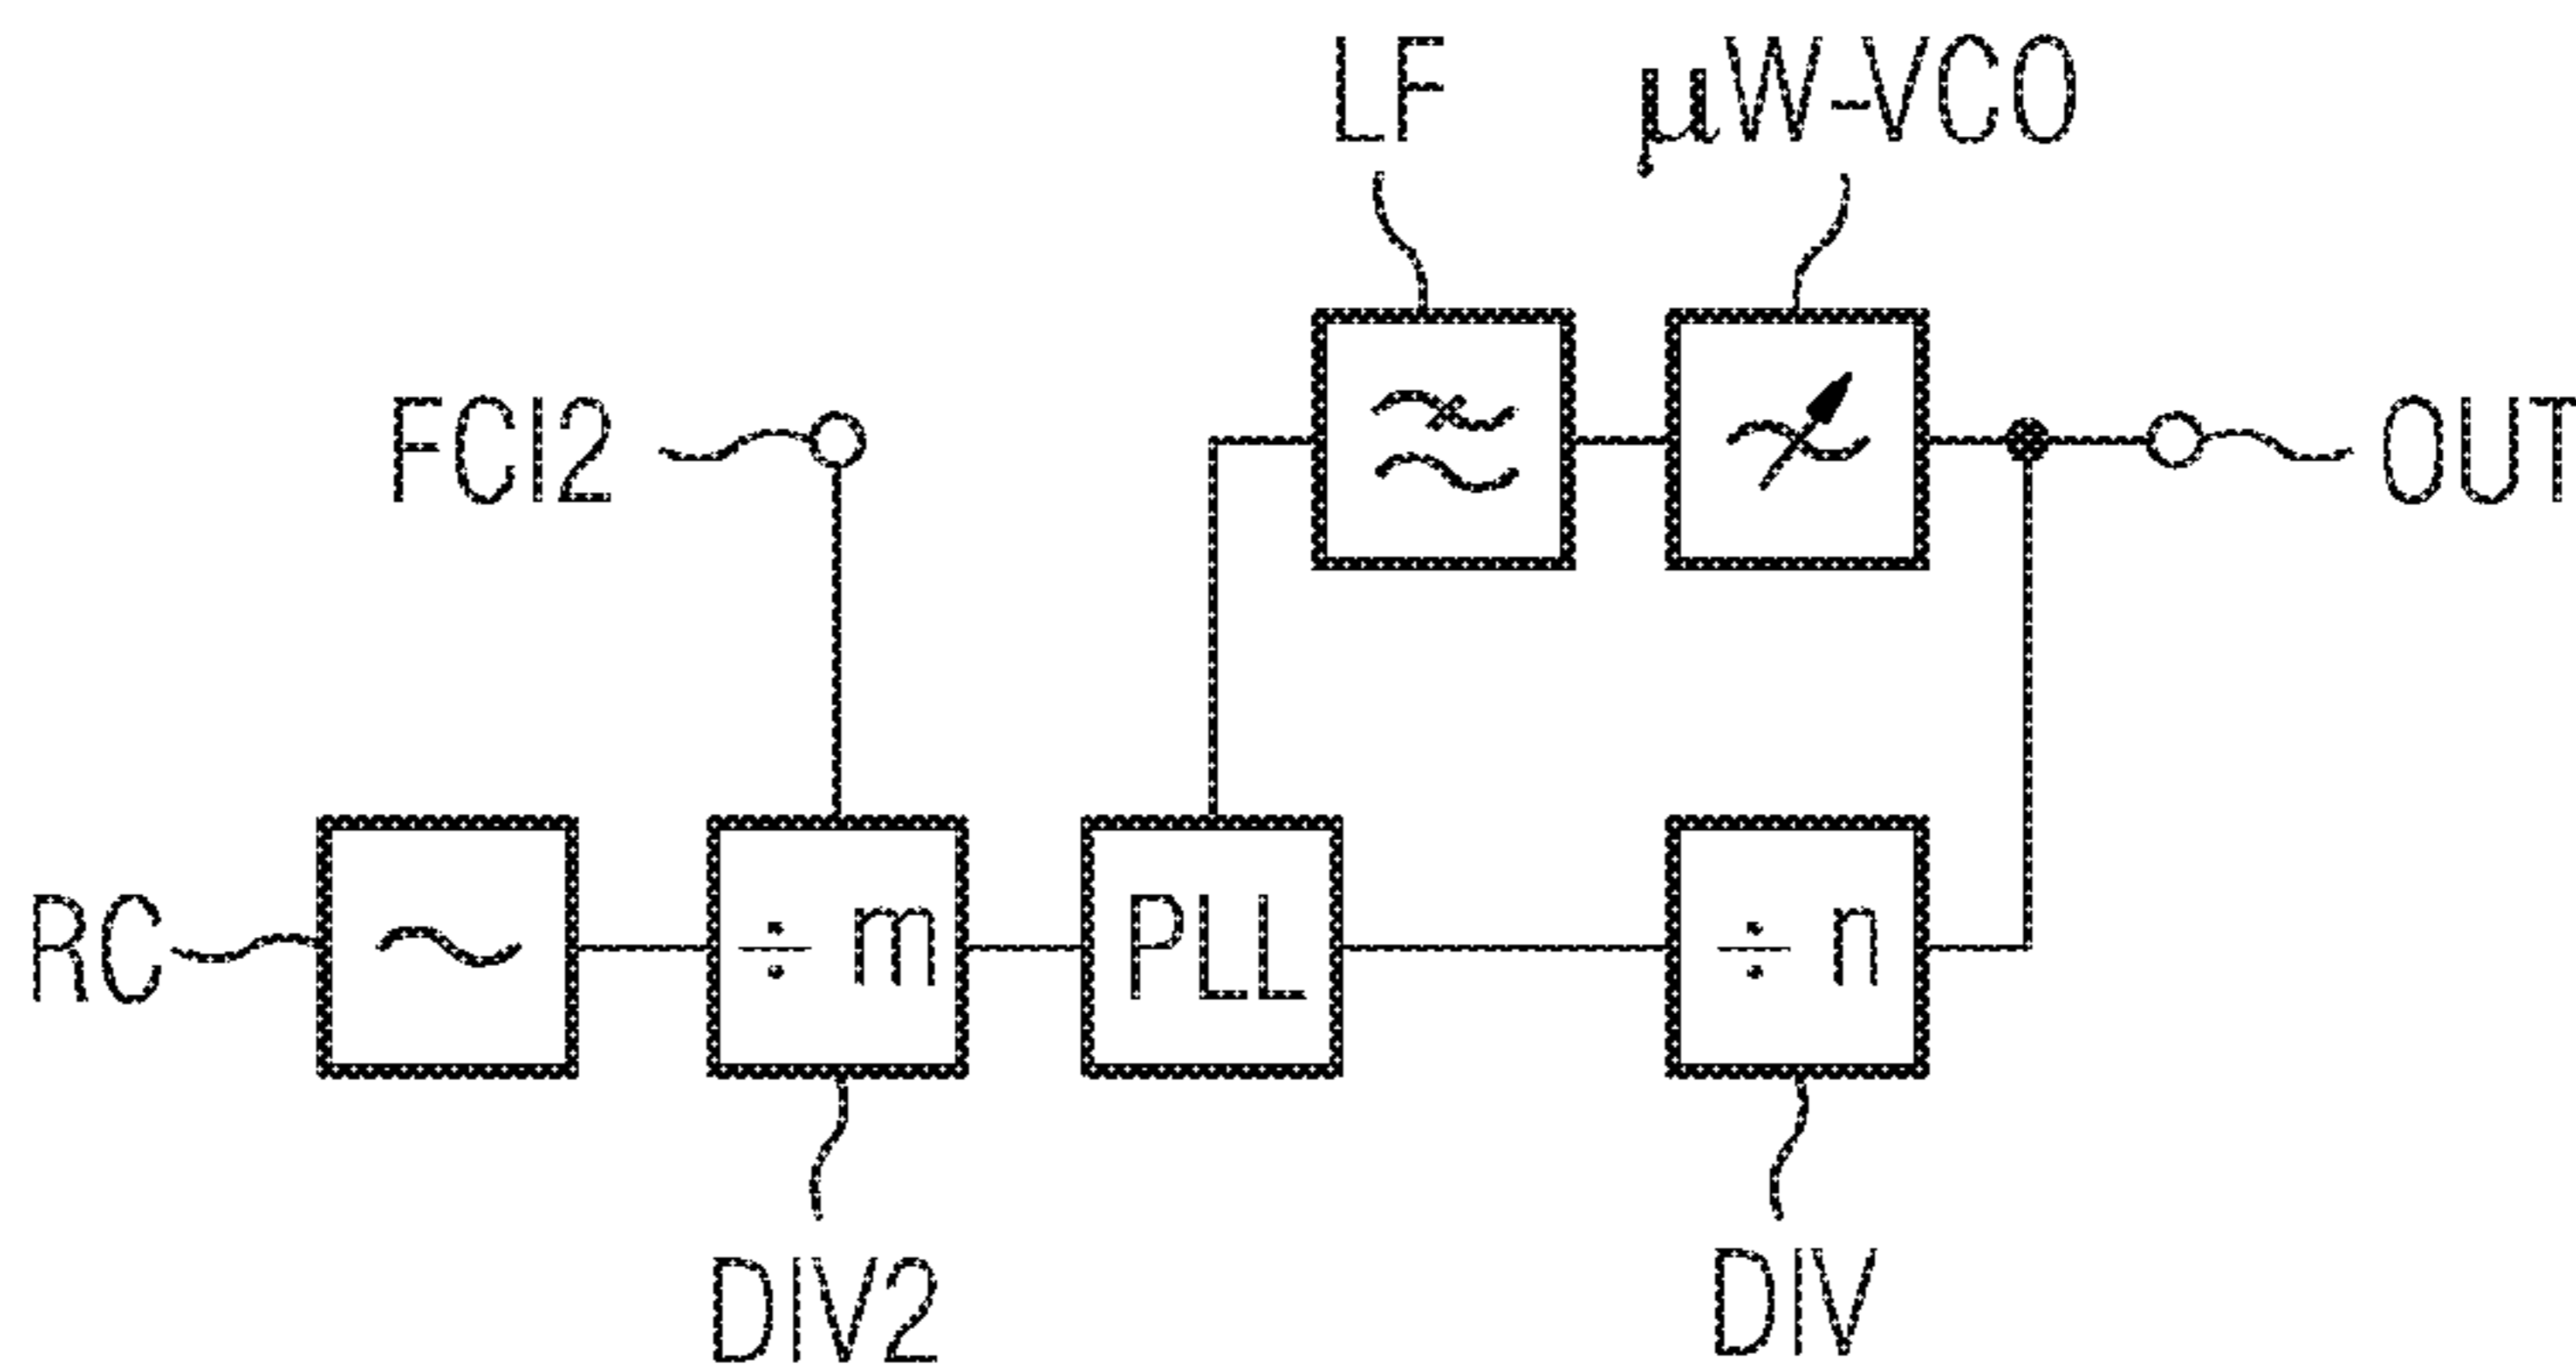 LF μW-VCO
FCI2 OUT
RC ÷ m PLL ÷ n
DIV2 DIV